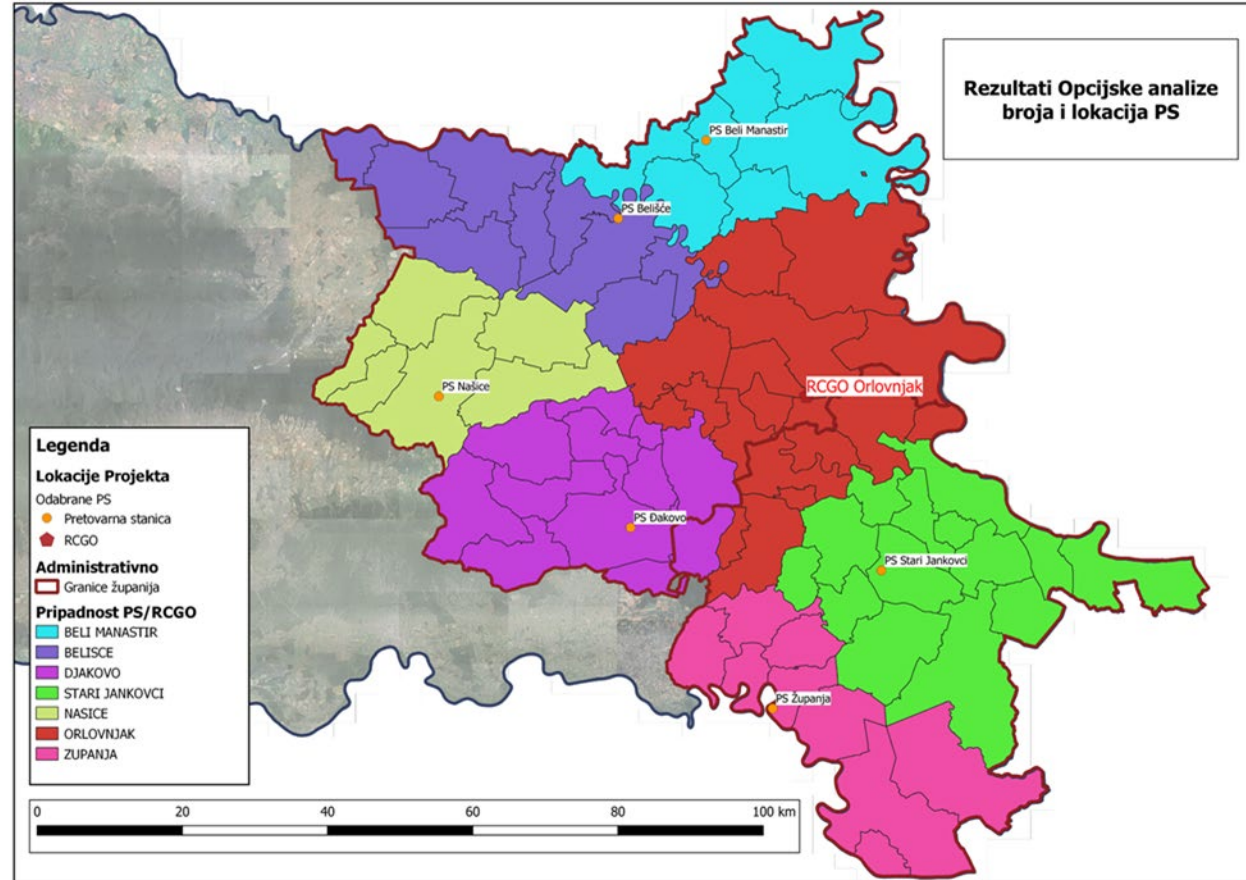 Rezultati Opcijske analize
broja i lokacija PS
PS Beli Manastir
PS Belišće
RCGO Orlovnjak
PS Našice
PS Đakovo
PS Stari Jankovci
PS Županja
Legenda
Lokacije Projekta
Odabrane PS
Pretovarna stanica
RCGO
Administrativno
Granice županija
Pripadnost PS/RCGO
BELI MANASTIR
BELISCE
DJAKOVO
STARI JANKOVCI
NASICE
ORLOVNJAK
ZUPANJA
0 20 40 60 80 100 km